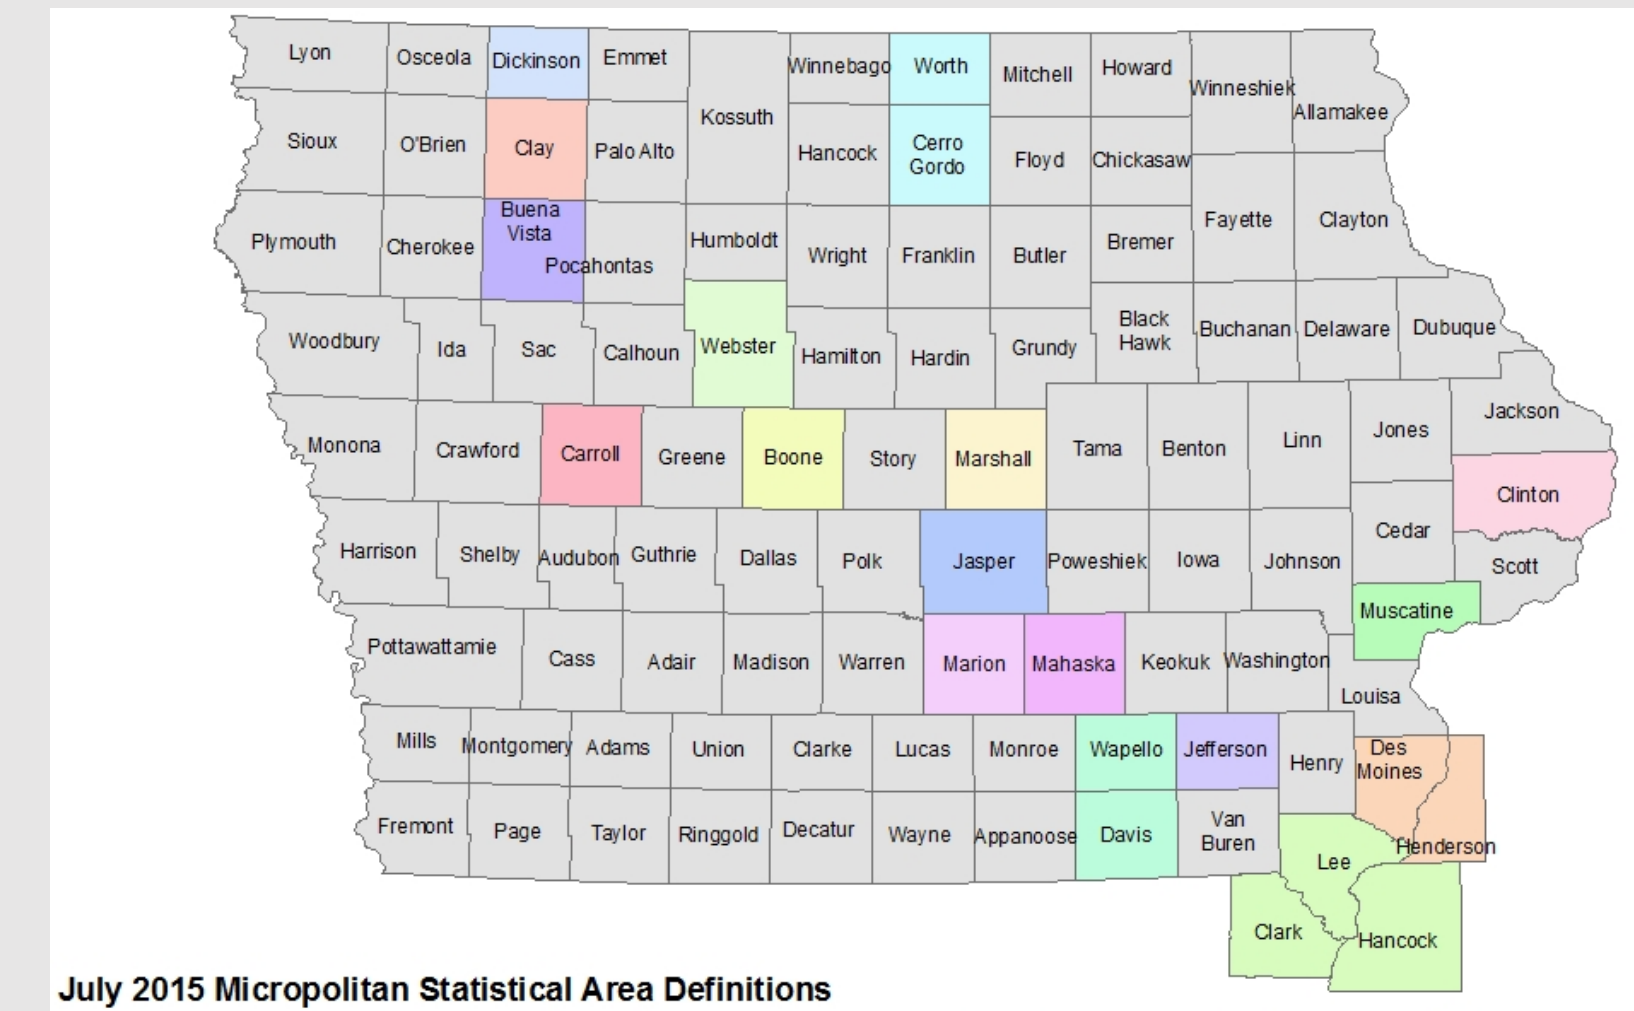 Lyon
Osceola
Dickinson
Emmet
Kossuth
Winnebago
Worth
Mitchell
Howard
Winneshiek
Allamakee
Sioux
O'Brien
Clay
Palo Alto
Hancock
Cerro
Gordo
Floyd
Chickasaw
Plymouth
Cherokee
Buena
Vista
Pocahontas
Humboldt
Wright
Franklin
Butler
Bremer
Fayette
Clayton
Woodbury
Ida
Sac
Calhoun
Webster
Hamilton
Hardin
Grundy
Black
Hawk
Buchanan
Delaware
Dubuque
Monona
Crawford
Carroll
Greene
Boone
Story
Marshall
Tama
Benton
Linn
Jones
Jackson
Clinton
Harrison
Shelby
Audubon
Guthrie
Dallas
Polk
Jasper
Poweshiek
Iowa
Johnson
Cedar
Scott
Muscatine
Pottawattamie
Cass
Adair
Madison
Warren
Marion
Mahaska
Keokuk
Washington
Louisa
Mills
Montgomery
Adams
Union
Clarke
Lucas
Monroe
Wapello
Jefferson
Henry
Des
Moines
Fremont
Page
Taylor
Ringgold
Decatur
Wayne
Appanoose
Davis
Van
Buren
Lee
Henderson
Clark
Hancock
July 2015 Micropolitan Statistical Area Definitions